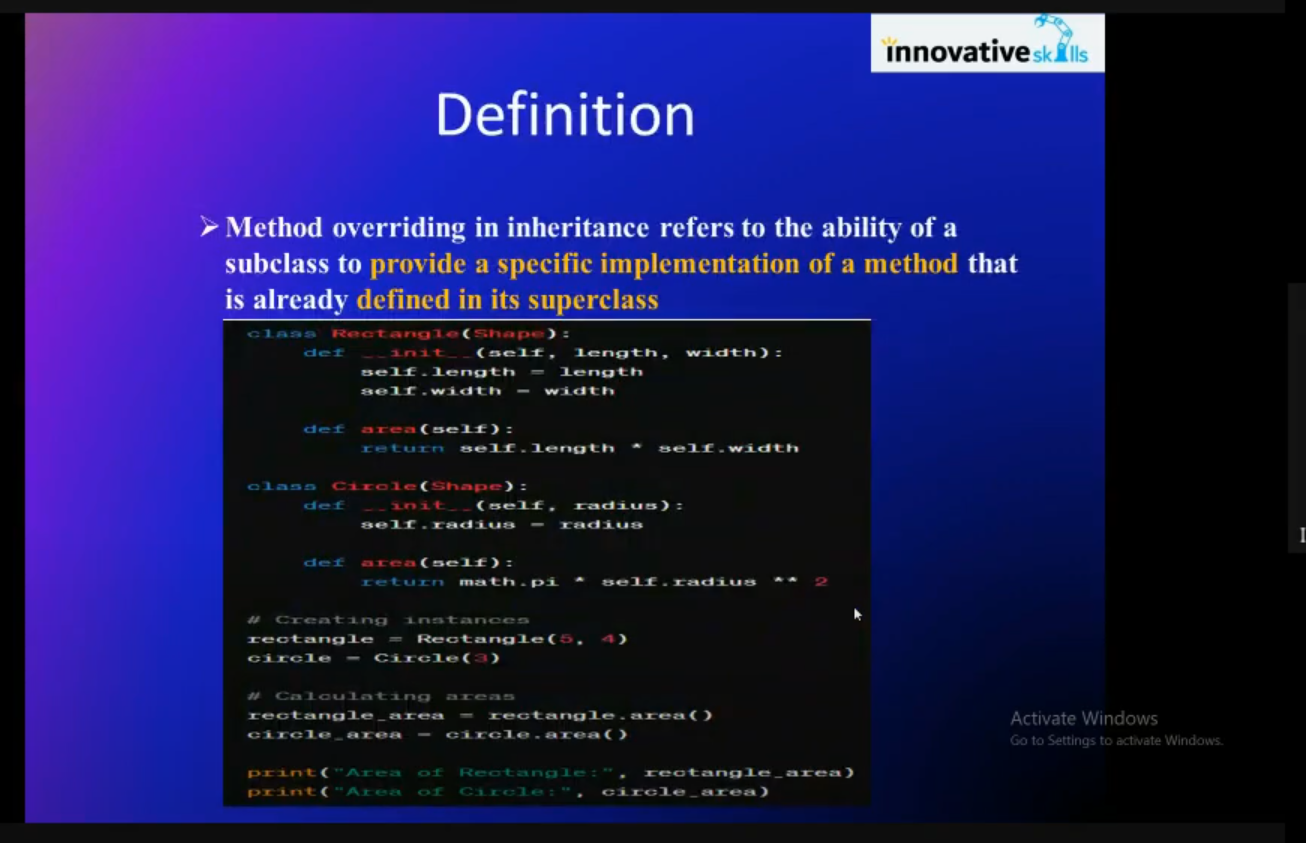 innovative skills
Definition
➢ Method overriding in inheritance refers to the ability of a
subclass to provide a specific implementation of a method that
is already defined in its superclass
class Rectangle(Shape):
    def __init__(self, length, width):
        self.length = length
        self.width = width
    def area(self):
        return self.length * self.width
class Circle(Shape):
    def __init__(self, radius):
        self.radius = radius
    def area(self):
        return math.pi * self.radius ** 2
# Creating instances
rectangle = Rectangle(5, 4)
circle = Circle(3)
# Calculating areas
rectangle_area = rectangle.area()
circle_area = circle.area()
print("Area of Rectangle:", rectangle_area)
print("Area of Circle:", circle_area)
Activate Windows
Go to Settings to activate Windows.